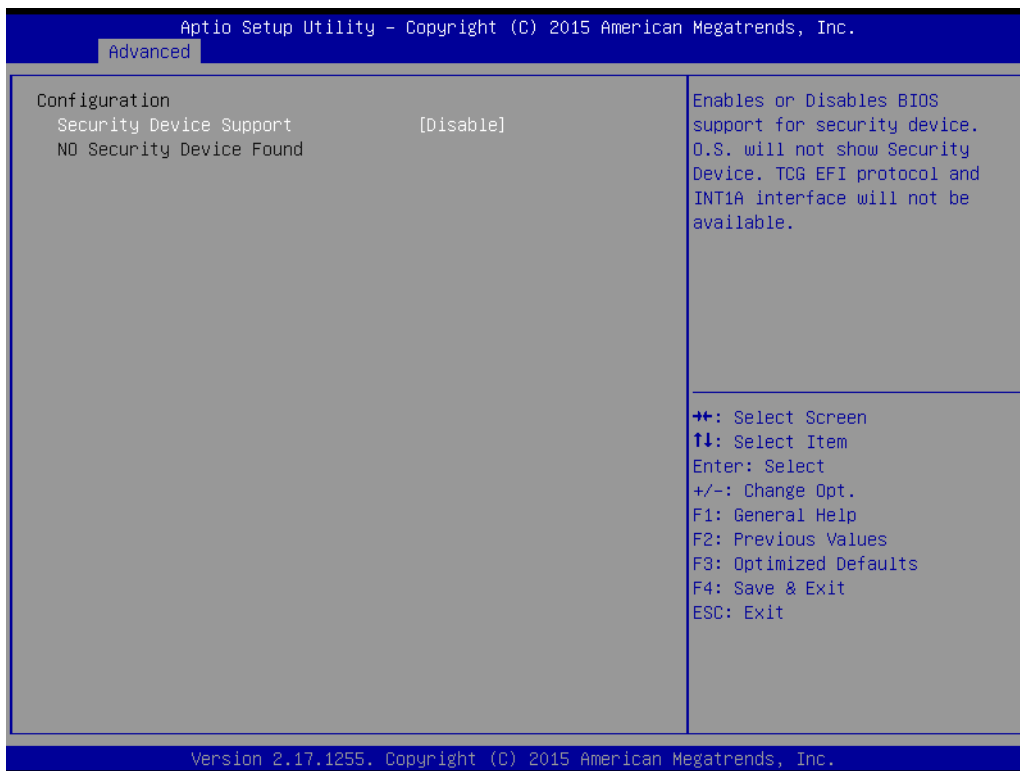 Aptio Setup Utility – Copyright (C) 2015 American Megatrends, Inc.
Advanced
Configuration
Security Device Support [Disable]
NO Security Device Found
Enables or Disables BIOS
support for security device.
O.S. will not show Security
Device. TCG EFI protocol and
INT1A interface will not be
available.
→←: Select Screen
↑↓: Select Item
Enter: Select
+/-: Change Opt.
F1: General Help
F2: Previous Values
F3: Optimized Defaults
F4: Save & Exit
ESC: Exit
Version 2.17.1255. Copyright (C) 2015 American Megatrends, Inc.